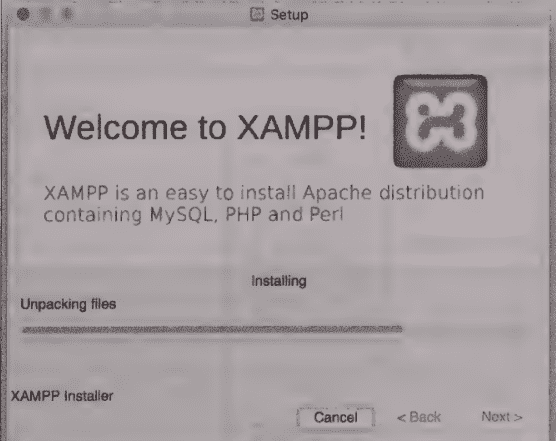 Setup
Welcome to XAMPP!
XAMPP is an easy to install Apache distribution
containing MySQL, PHP and Perl
Installing
Unpacking files
XAMPP Installer
Cancel
< Back
Next >